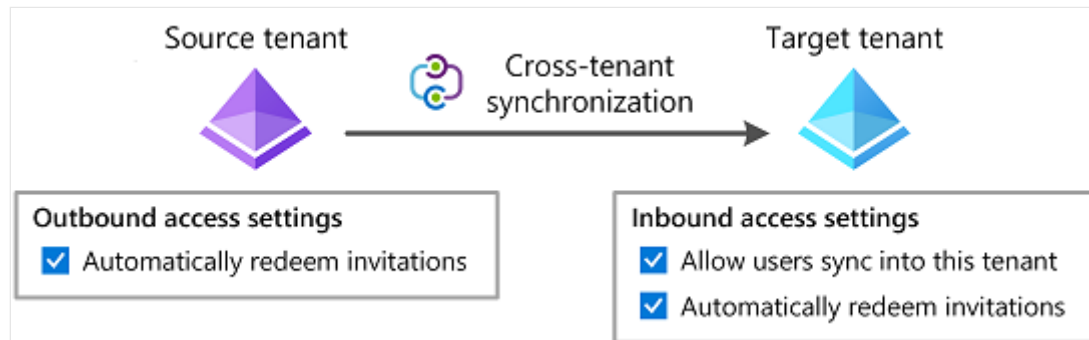 Source tenant
Target tenant
Cross-tenant
synchronization
Outbound access settings
Automatically redeem invitations
Inbound access settings
Allow users sync into this tenant
Automatically redeem invitations